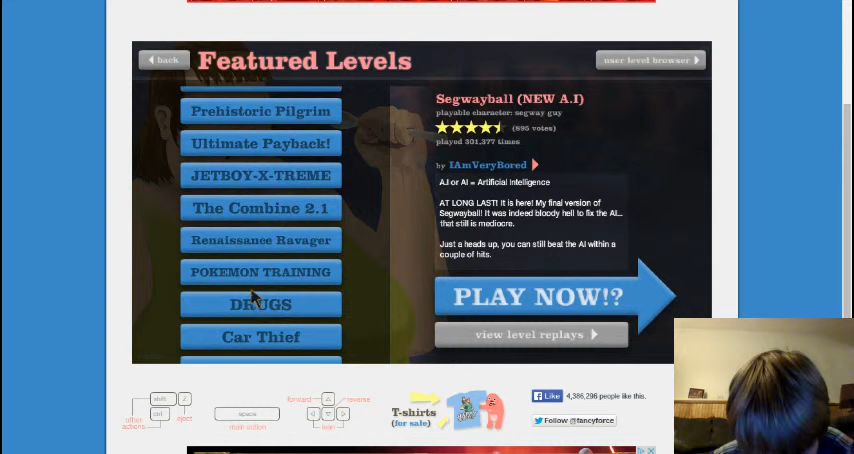 back
Featured Levels
user level browser
Prehistoric Pilgrim
Ultimate Payback!
JETBOY-X-TREME
The Combine 2.1
Renaissance Ravager
POKEMON TRAINING
DRUGS
Car Thief
Segwayball (NEW A.I)
playable character: segway guy
(895 votes)
played 301,377 times
by IAmVeryBored
A.I or AI = Artificial Intelligence
AT LONG LAST! It is here! My final version of
Segwayball! It was indeed bloody hell to fix the AI...
that still is mediocre.
Just a heads up, you can still beat the AI within a
couple of hits.
PLAY NOW!?
view level replays
shift
Z
ctrl
eject
other
actions
space
main action
forward
reverse
lean
T-shirts
(for sale)
Like
4,386,296 people like this.
Follow @fancyforce